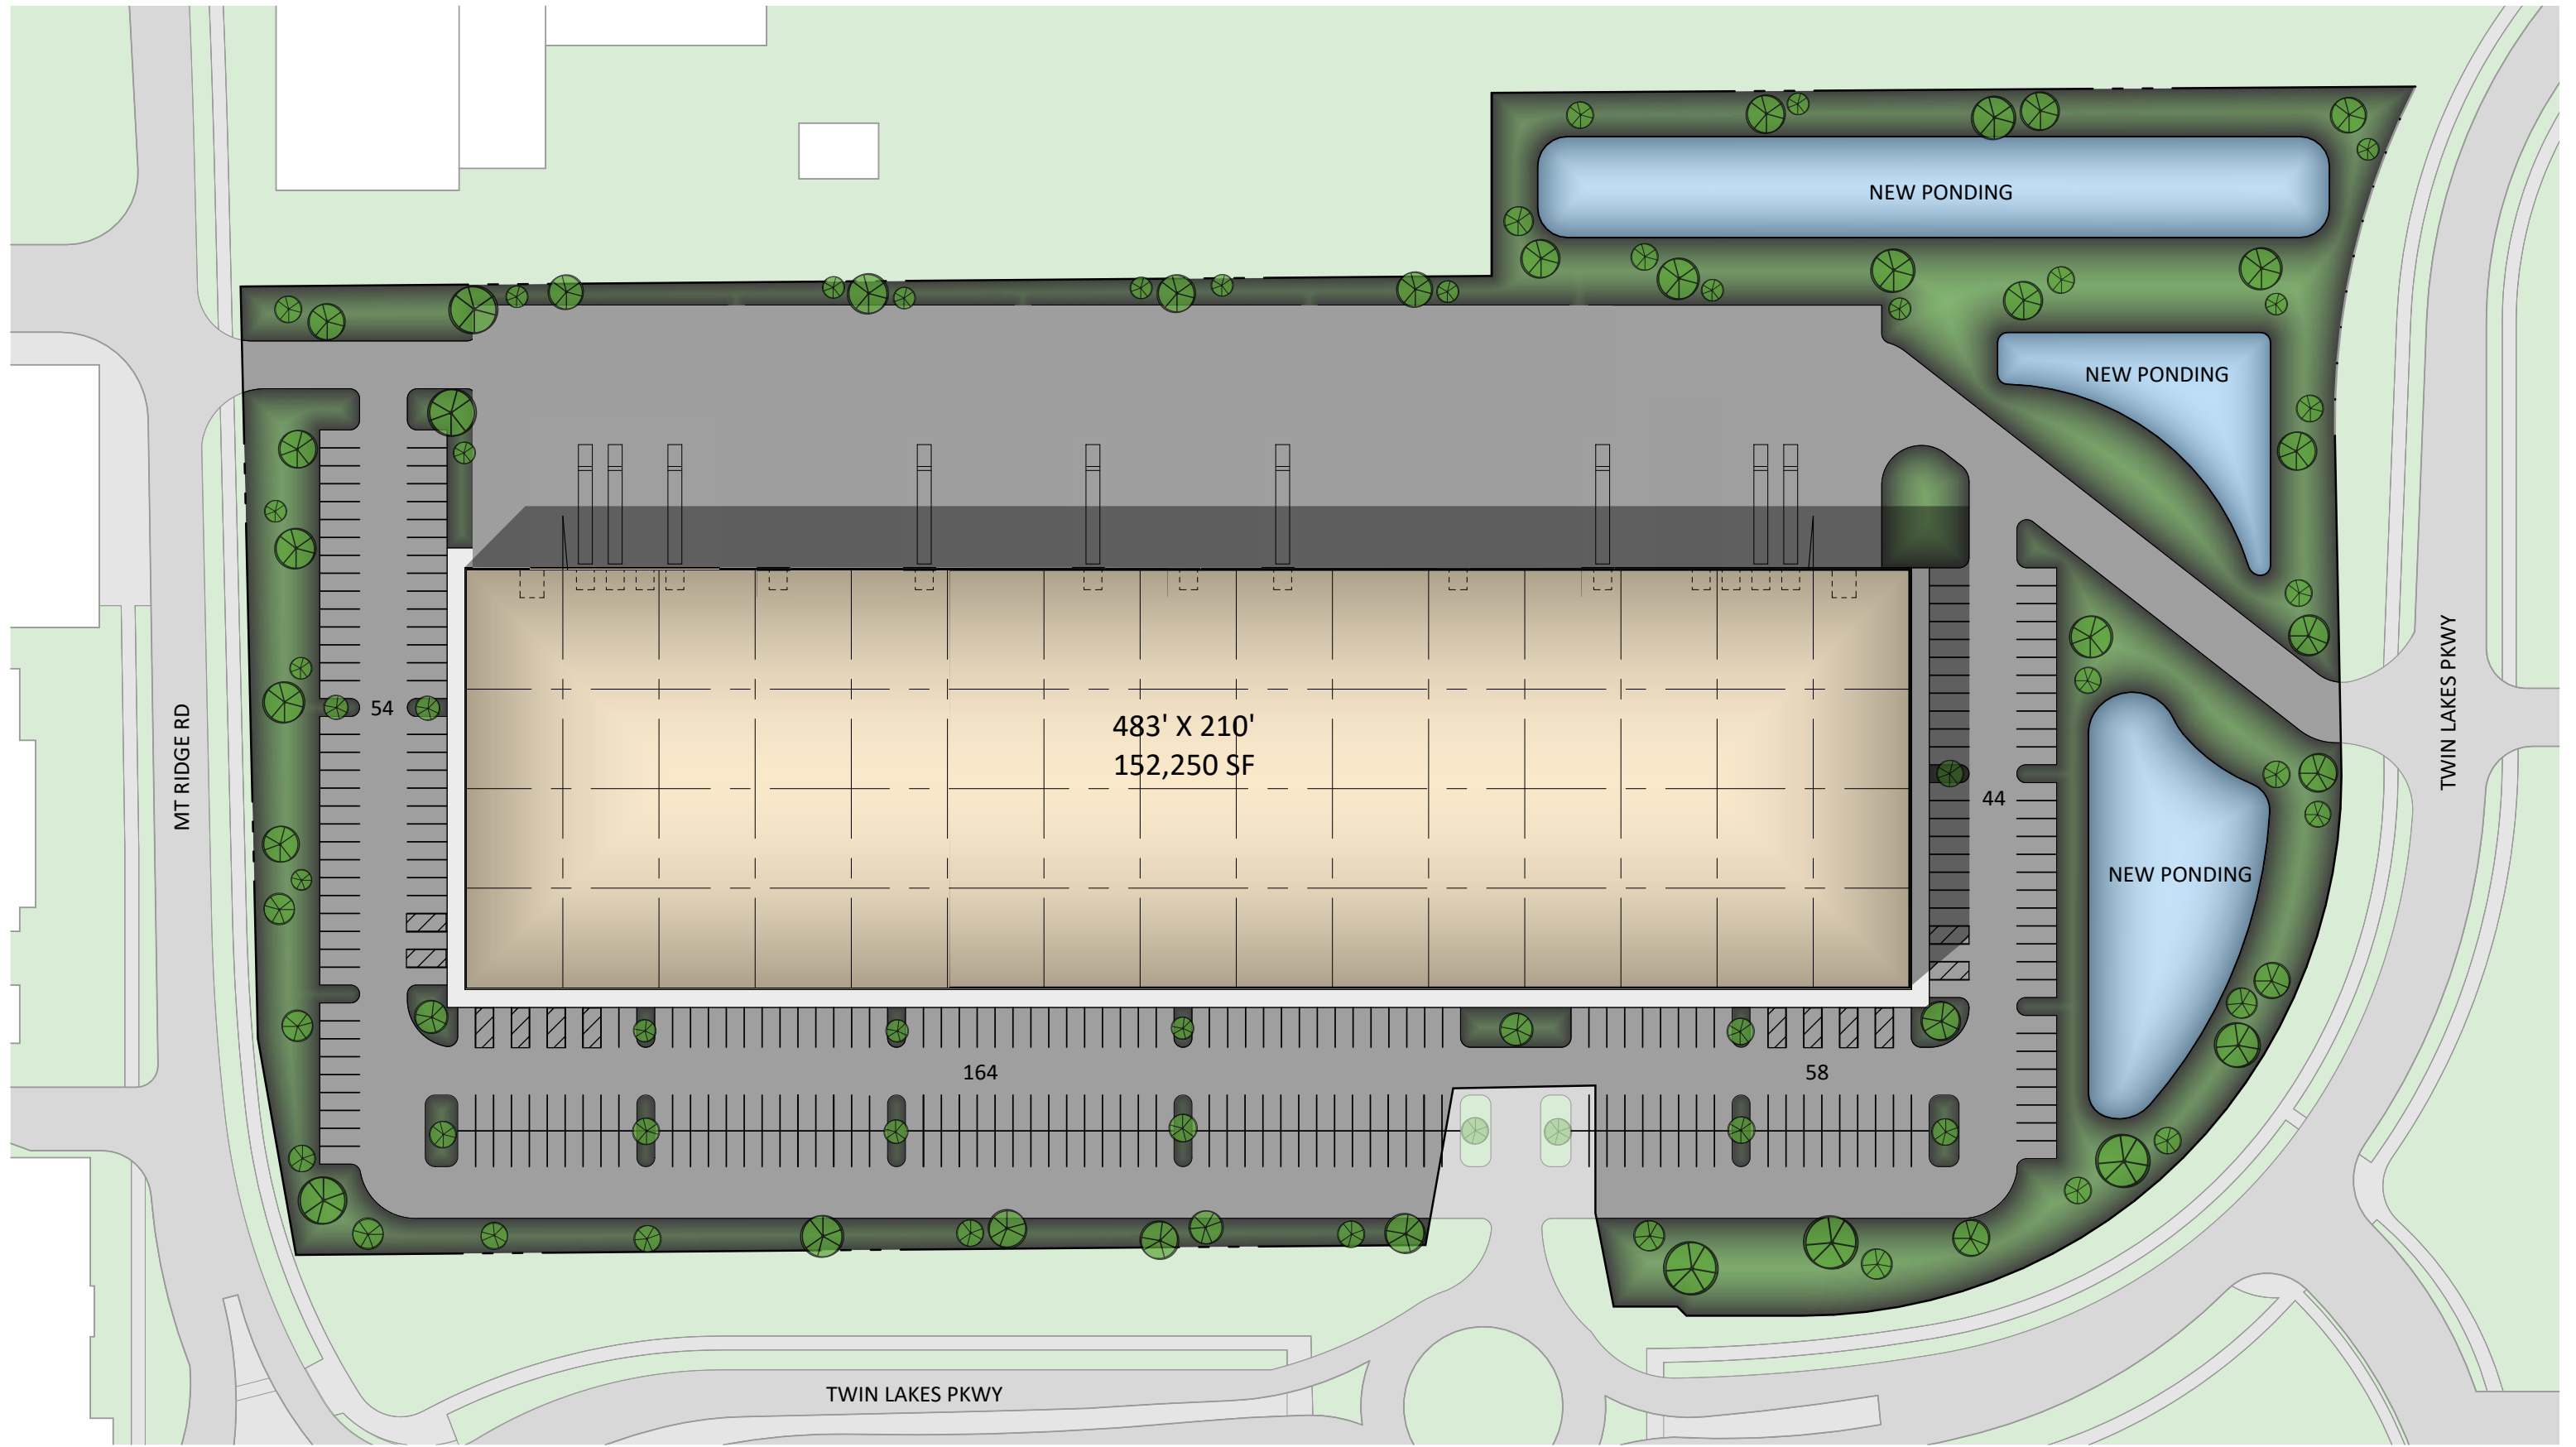 NEW PONDING
NEW PONDING
TWIN LAKES PKWY
MT RIDGE RD
54
483' X 210'
152,250 SF
44
NEW PONDING
164
58
TWIN LAKES PKWY